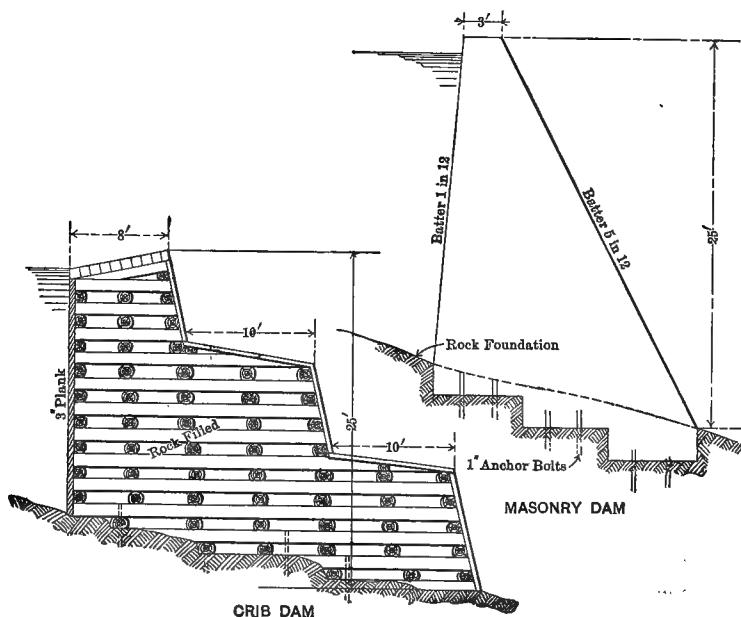 3'
Batter 1 in 12
Batter 5 in 12
25'
8'
10'
Rock Foundation
3" Plank
Rock Filled
25'
10'
1" Anchor Bolts
MASONRY DAM
CRIB DAM